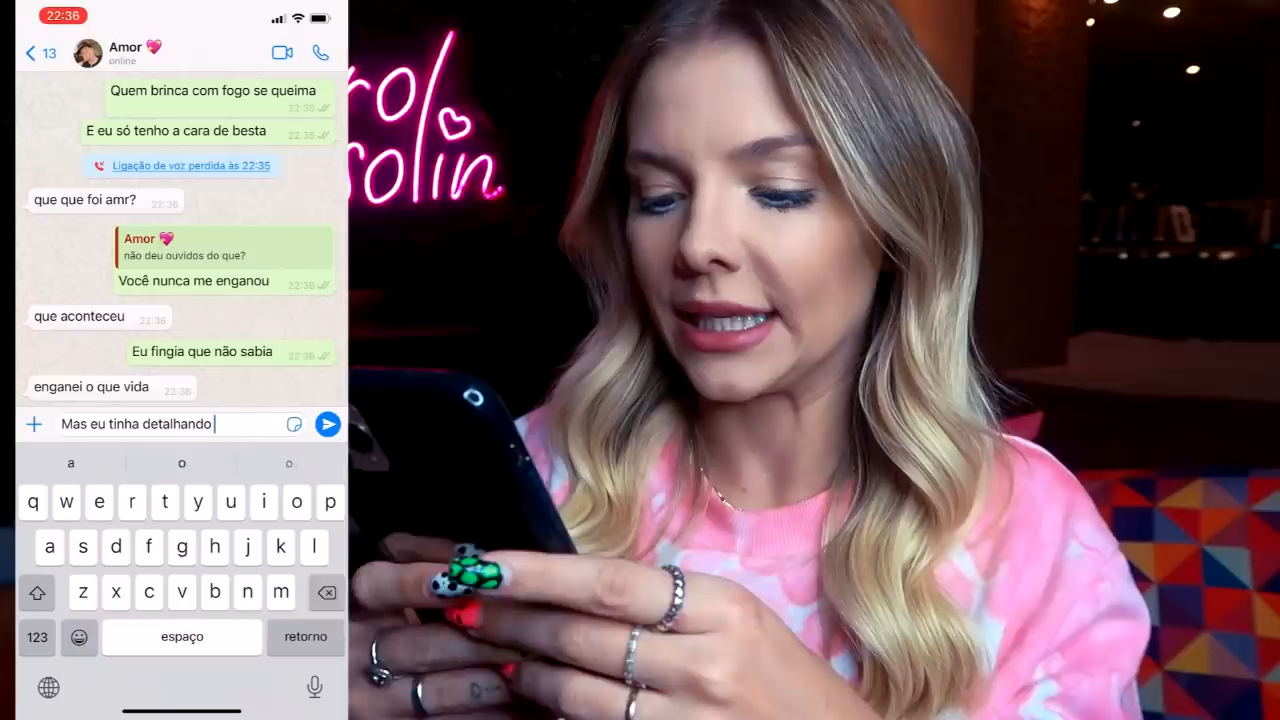 22:36
13
Amor 💖
online
Quem brinca com fogo se queima
22:35
E eu só tenho a cara de besta
22:35
Ligação de voz perdida às 22:35
que que foi amr?
22:36
Amor 💖
não deu ouvidos do que?
Você nunca me enganou
22:36
que aconteceu
22:36
Eu fingia que não sabia
22:36
enganei o que vida
22:36
Mas eu tinha detalhando
a o o
q w e r t y u i o p
a s d f g h j k l
z x c v b n m
123 espaço retorno
rol
solin